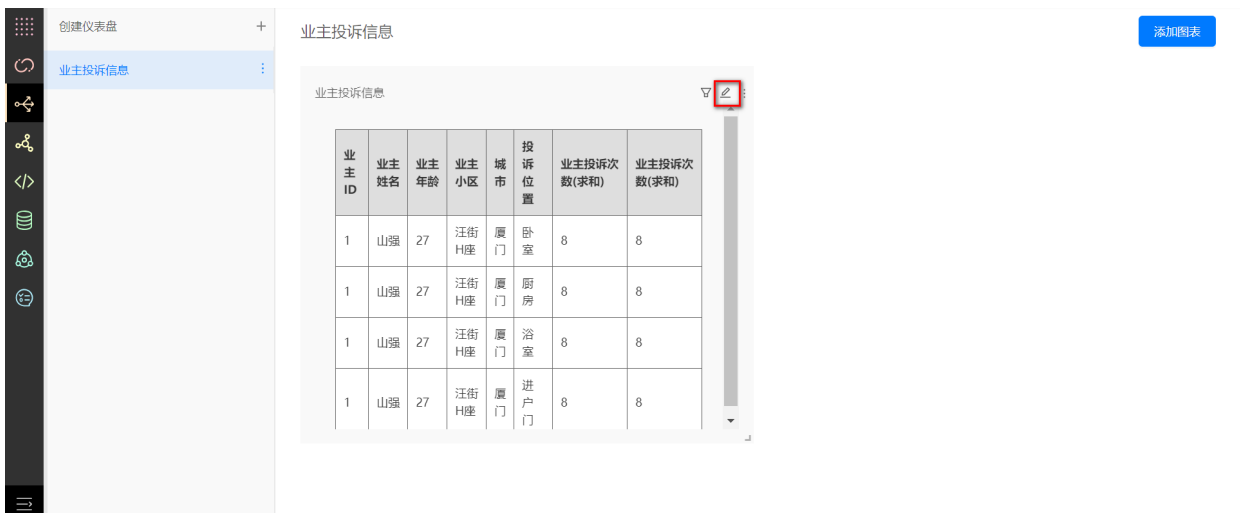 创建仪表盘
业主投诉信息
添加图表
业主投诉信息
业主投诉信息
业主ID 业主姓名 业主年龄 业主小区 城市 投诉位置 业主投诉次数(求和) 业主投诉次数(求和)
1 山强 27 汪街H座 厦门 卧室 8 8
1 山强 27 汪街H座 厦门 厨房 8 8
1 山强 27 汪街H座 厦门 浴室 8 8
1 山强 27 汪街H座 厦门 进户门 8 8